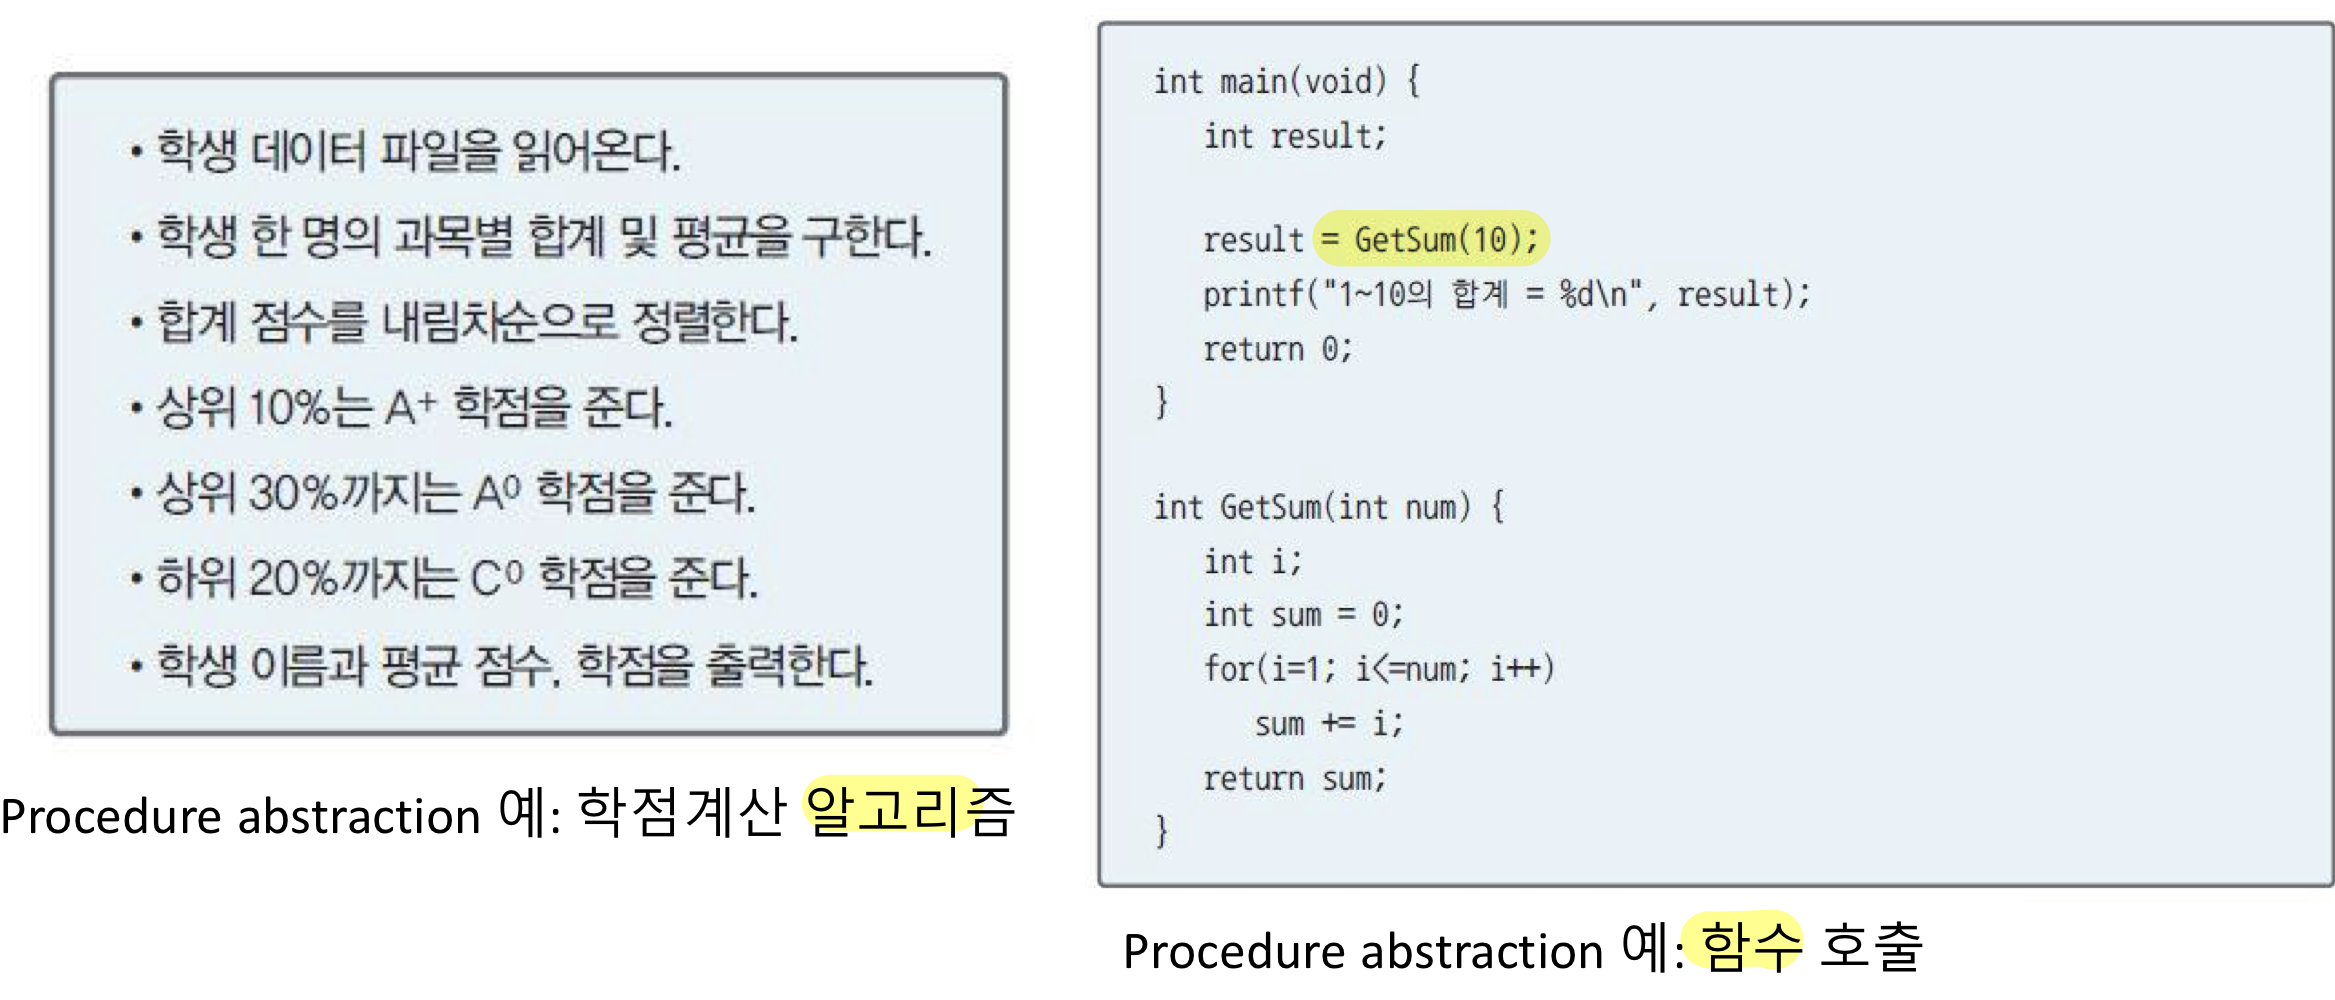 • 학생 데이터 파일을 읽어온다.
• 학생 한 명의 과목별 합계 및 평균을 구한다.
• 합계 점수를 내림차순으로 정렬한다.
• 상위 10%는 A⁺ 학점을 준다.
• 상위 30%까지는 A⁰ 학점을 준다.
• 하위 20%까지는 C⁰ 학점을 준다.
• 학생 이름과 평균 점수, 학점을 출력한다.
Procedure abstraction 예: 학점계산 알고리즘
int main(void) {
int result;
result = GetSum(10);
printf("1~10의 합계 = %d\n", result);
return 0;
}
int GetSum(int num) {
int i;
int sum = 0;
for(i=1; i<=num; i++)
sum += i;
return sum;
}
Procedure abstraction 예: 함수 호출